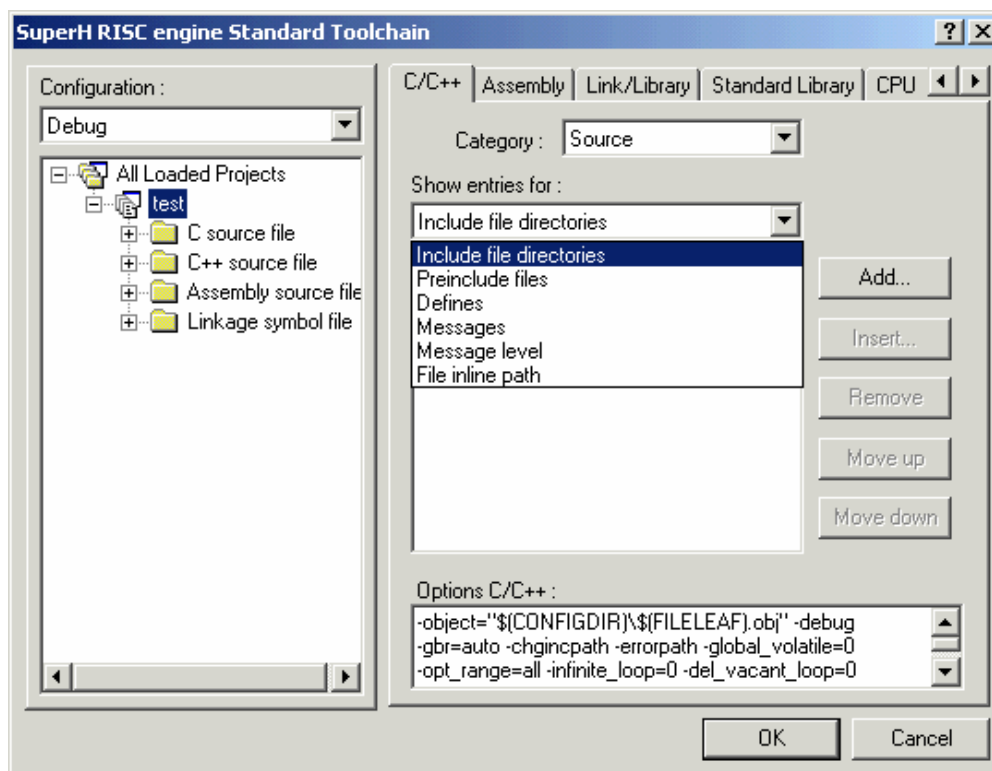 SuperH RISC engine Standard Toolchain
Configuration :
Debug
All Loaded Projects
test
C source file
C++ source file
Assembly source file
Linkage symbol file
C/C++ Assembly Link/Library Standard Library CPU
Category : Source
Show entries for :
Include file directories
Include file directories
Preinclude files
Defines
Messages
Message level
File inline path
Add...
Insert...
Remove
Move up
Move down
Options C/C++ :
-object="$(CONFIGDIR)\$(FILELEAF).obj" -debug
-gbr=auto -chgincpath -errorpath -global_volatile=0
-opt_range=all -infinite_loop=0 -del_vacant_loop=0
OK Cancel